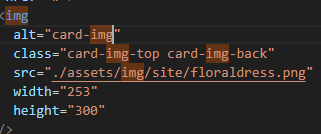 <img
alt="card-img"
class="card-img-top card-img-back"
src="./assets/img/site/floraldress.png"
width="253"
height="300"
/>